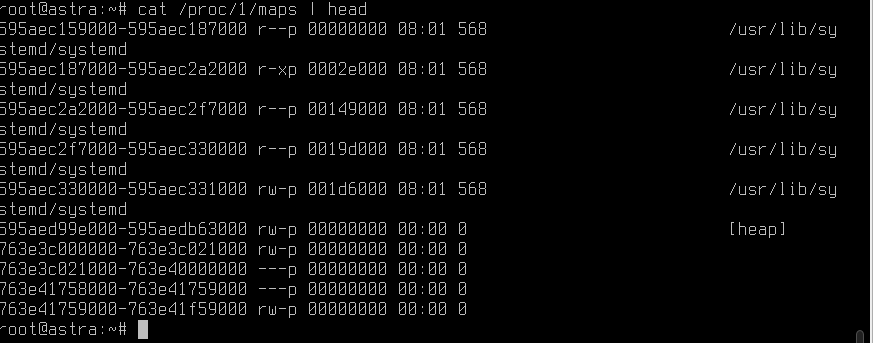 root@astra:~# cat /proc/1/maps | head
595aec159000-595aec187000 r--p 00000000 08:01 568 /usr/lib/sy
stemd/systemd
595aec187000-595aec2a2000 r-xp 0002e000 08:01 568 /usr/lib/sy
stemd/systemd
595aec2a2000-595aec2f7000 r--p 00149000 08:01 568 /usr/lib/sy
stemd/systemd
595aec2f7000-595aec330000 r--p 0019d000 08:01 568 /usr/lib/sy
stemd/systemd
595aec330000-595aec331000 rw-p 001d6000 08:01 568 /usr/lib/sy
stemd/systemd
595aed99e000-595aedb63000 rw-p 00000000 00:00 0 [heap]
763e3c000000-763e3c021000 rw-p 00000000 00:00 0
763e3c021000-763e40000000 ---p 00000000 00:00 0
763e41758000-763e41759000 ---p 00000000 00:00 0
763e41759000-763e41f59000 rw-p 00000000 00:00 0
root@astra:~#